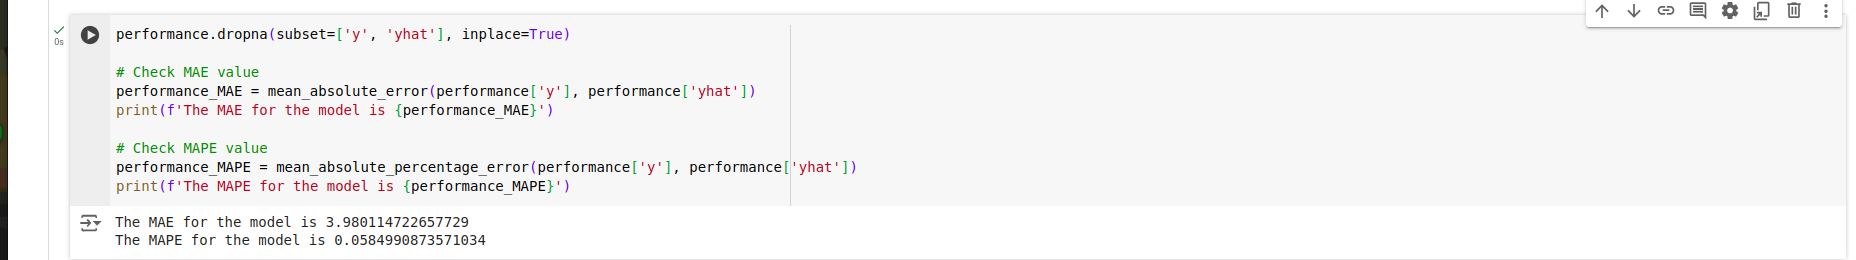 performance.dropna(subset=['y', 'yhat'], inplace=True)
# Check MAE value
performance_MAE = mean_absolute_error(performance['y'], performance['yhat'])
print(f'The MAE for the model is {performance_MAE}')
# Check MAPE value
performance_MAPE = mean_absolute_percentage_error(performance['y'], performance['yhat'])
print(f'The MAPE for the model is {performance_MAPE}')
0s
The MAE for the model is 3.980114722657729
The MAPE for the model is 0.0584990873571034